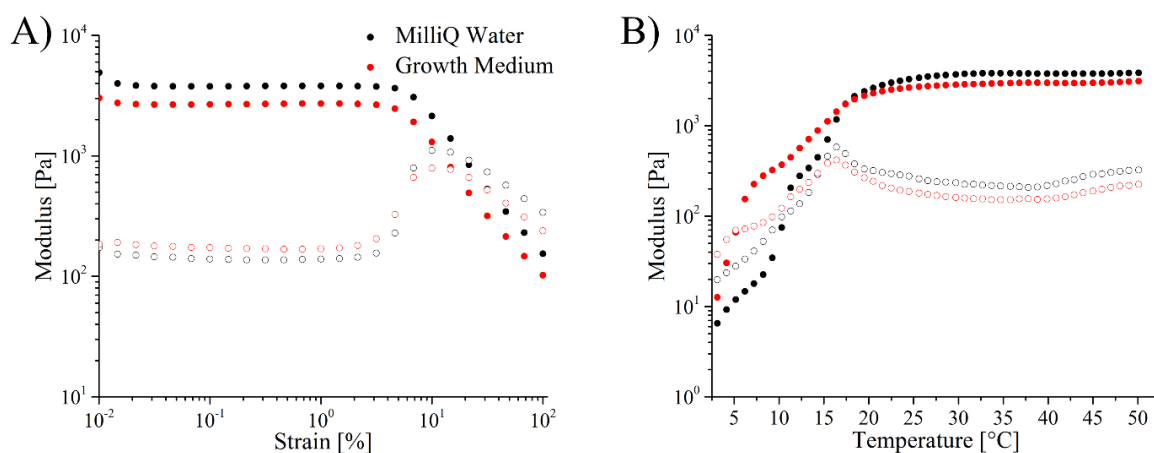 A)
MilliQ Water
Growth Medium
Modulus [Pa]
10^4
10^3
10^2
10^1
10^-2 10^-1 10^0 10^1 10^2
Strain [%]
B)
Modulus [Pa]
10^4
10^3
10^2
10^1
10^0
5 10 15 20 25 30 35 40 45 50
Temperature [°C]